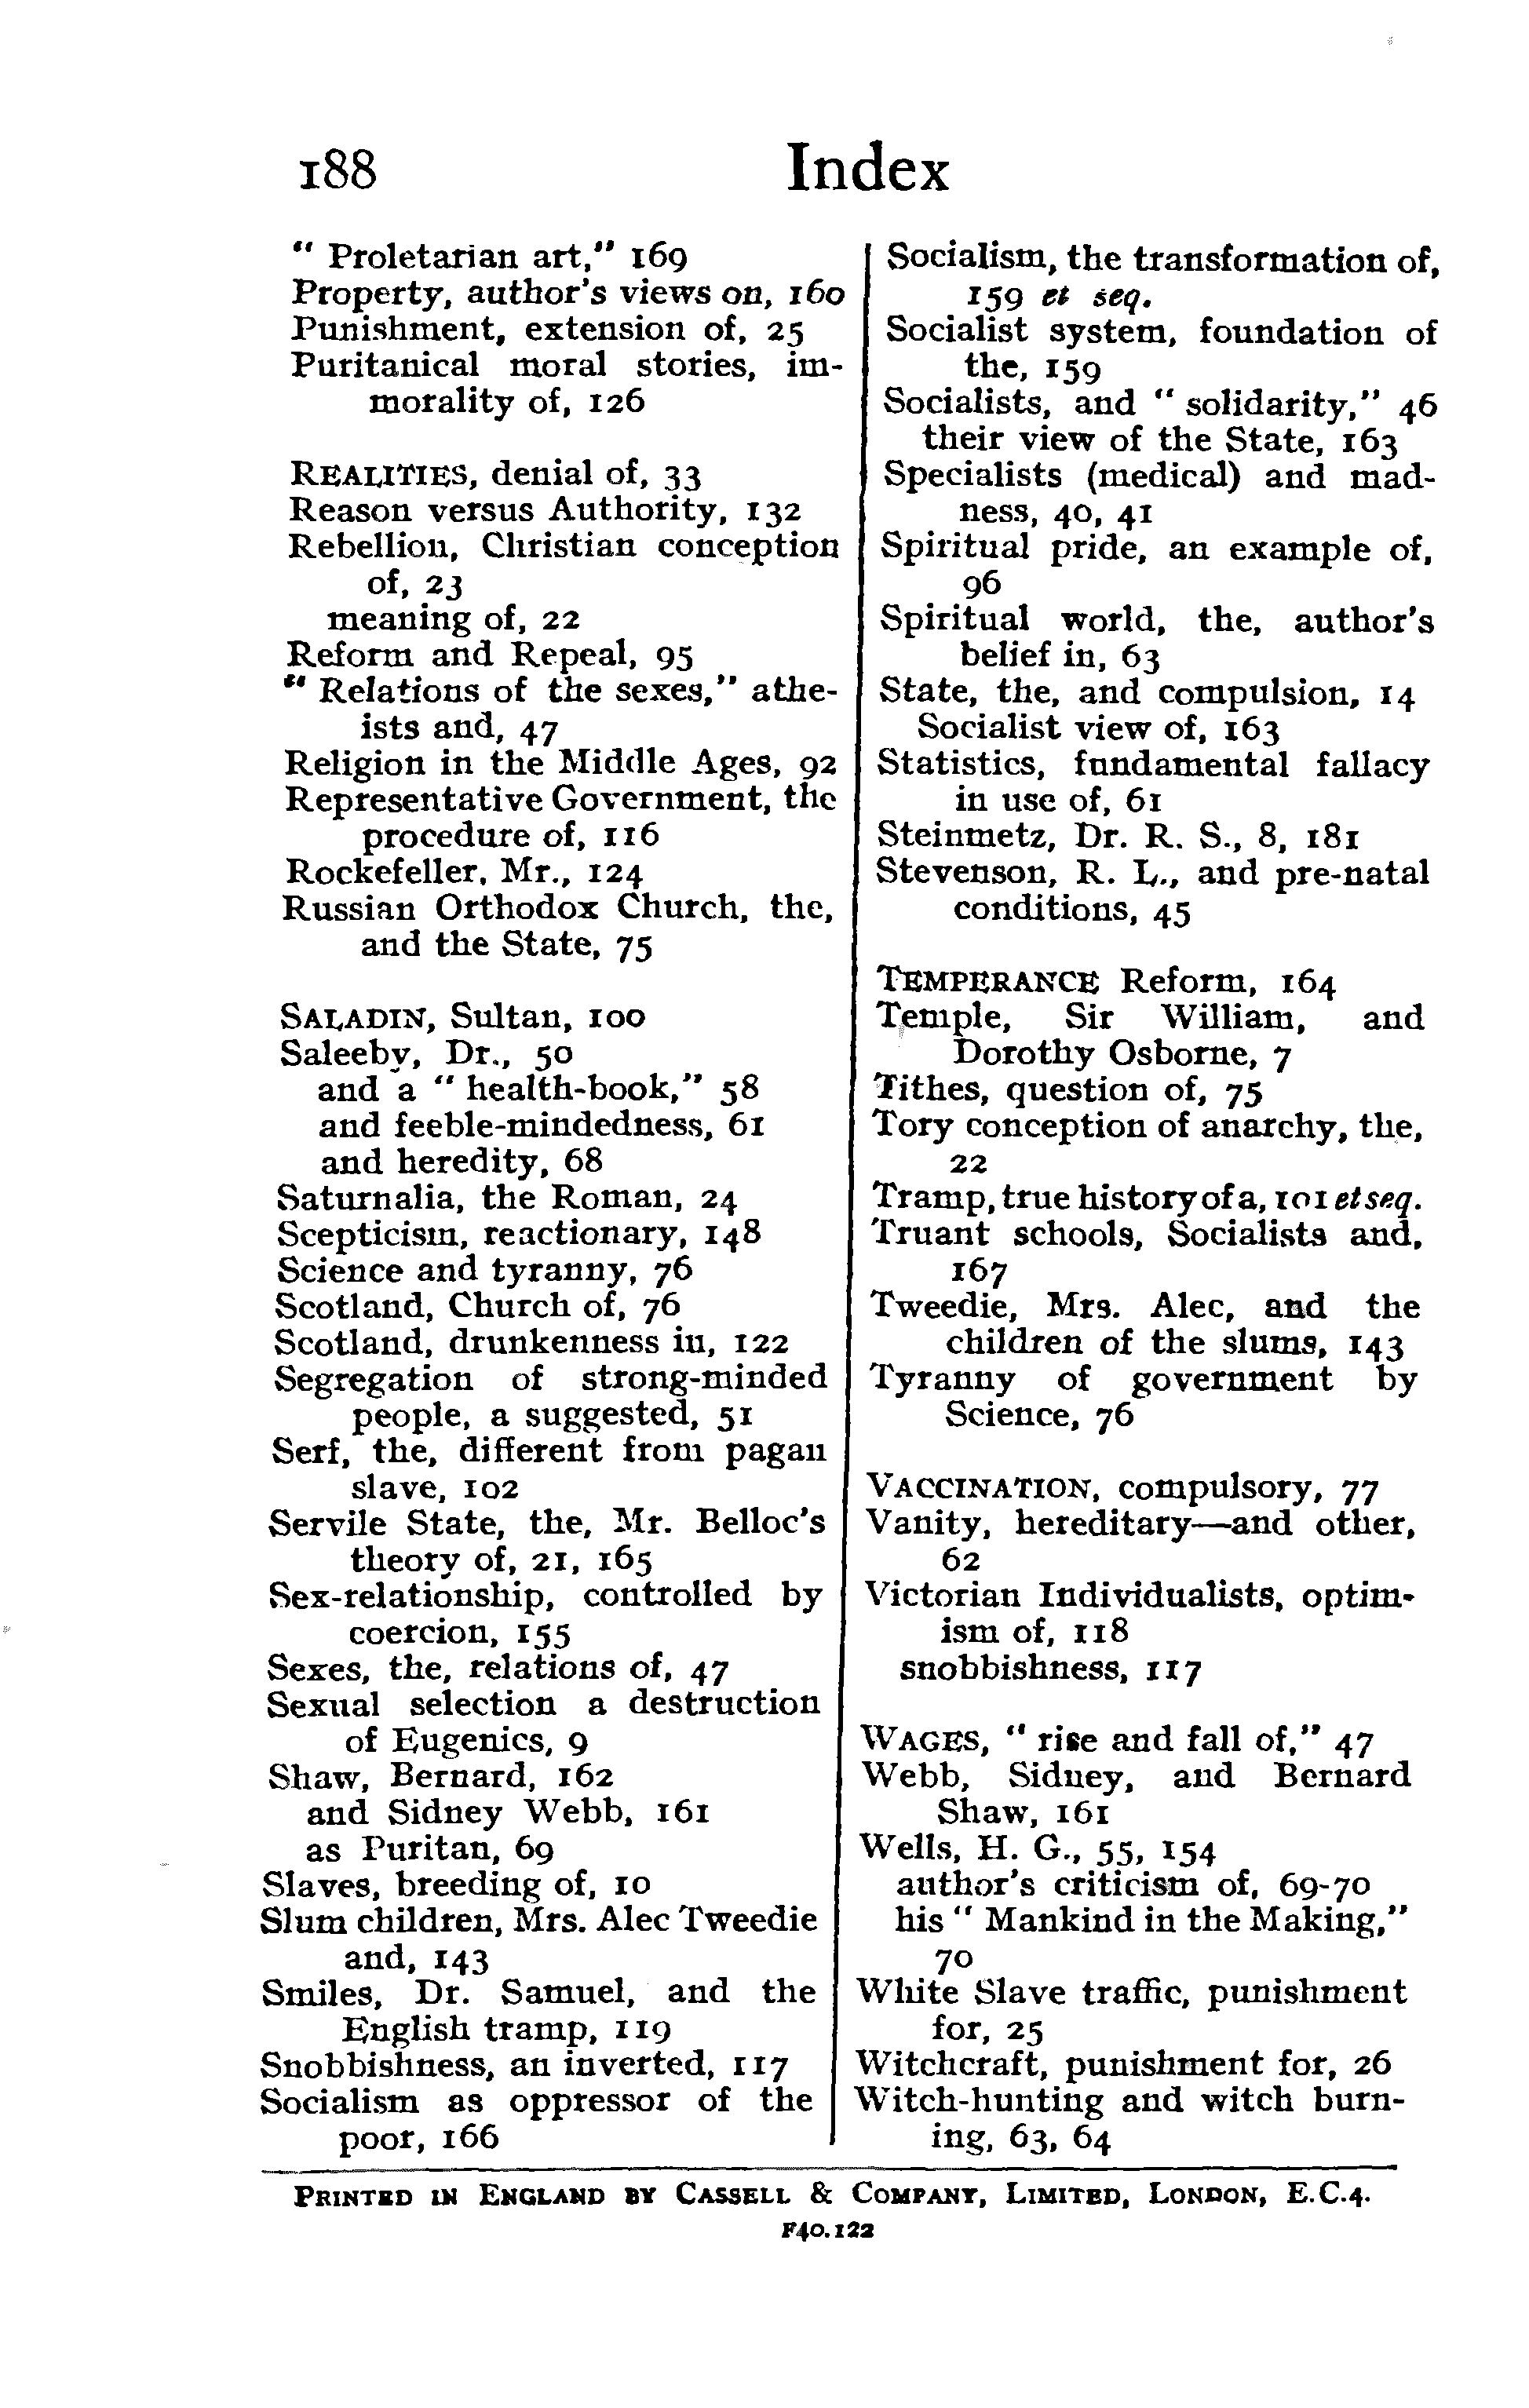 188 Index
" Proletarian art," 169
Property, author's views on, 160
Punishment, extension of, 25
Puritanical moral stories, im-
morality of, 126
REALITIES, denial of, 33
Reason versus Authority, 132
Rebellion, Christian conception
of, 23
meaning of, 22
Reform and Repeal, 95
" Relations of the sexes," athe-
ists and, 47
Religion in the Middle Ages, 92
Representative Government, the
procedure of, 116
Rockefeller, Mr., 124
Russian Orthodox Church, the,
and the State, 75
SALADIN, Sultan, 100
Saleeby, Dr., 50
and a " health-book," 58
and feeble-mindedness, 61
and heredity, 68
Saturnalia, the Roman, 24
Scepticism, reactionary, 148
Science and tyranny, 76
Scotland, Church of, 76
Scotland, drunkenness in, 122
Segregation of strong-minded
people, a suggested, 51
Serf, the, different from pagan
slave, 102
Servile State, the, Mr. Belloc's
theory of, 21, 165
Sex-relationship, controlled by
coercion, 155
Sexes, the, relations of, 47
Sexual selection a destruction
of Eugenics, 9
Shaw, Bernard, 162
and Sidney Webb, 161
as Puritan, 69
Slaves, breeding of, 10
Slum children, Mrs. Alec Tweedie
and, 143
Smiles, Dr. Samuel, and the
English tramp, 119
Snobbishness, an inverted, 117
Socialism as oppressor of the
poor, 166
Socialism, the transformation of,
159 et seq.
Socialist system, foundation of
the, 159
Socialists, and " solidarity," 46
their view of the State, 163
Specialists (medical) and mad-
ness, 40, 41
Spiritual pride, an example of,
96
Spiritual world, the, author's
belief in, 63
State, the, and compulsion, 14
Socialist view of, 163
Statistics, fundamental fallacy
in use of, 61
Steinmetz, Dr. R. S., 8, 181
Stevenson, R. L., and pre-natal
conditions, 45
TEMPERANCE Reform, 164
Temple, Sir William, and
Dorothy Osborne, 7
Tithes, question of, 75
Tory conception of anarchy, the,
22
Tramp, true history of a, 101 et seq.
Truant schools, Socialists and,
167
Tweedie, Mrs. Alec, and the
children of the slums, 143
Tyranny of government by
Science, 76
VACCINATION, compulsory, 77
Vanity, hereditary—and other,
62
Victorian Individualists, optim-
ism of, 118
snobbishness, 117
WAGES, " rise and fall of," 47
Webb, Sidney, and Bernard
Shaw, 161
Wells, H. G., 55, 154
author's criticism of, 69-70
his " Mankind in the Making,"
70
White Slave traffic, punishment
for, 25
Witchcraft, punishment for, 26
Witch-hunting and witch burn-
ing, 63, 64
PRINTED IN ENGLAND BY CASSELL & COMPANY, LIMITED, LONDON, E.C.4.
F40.122